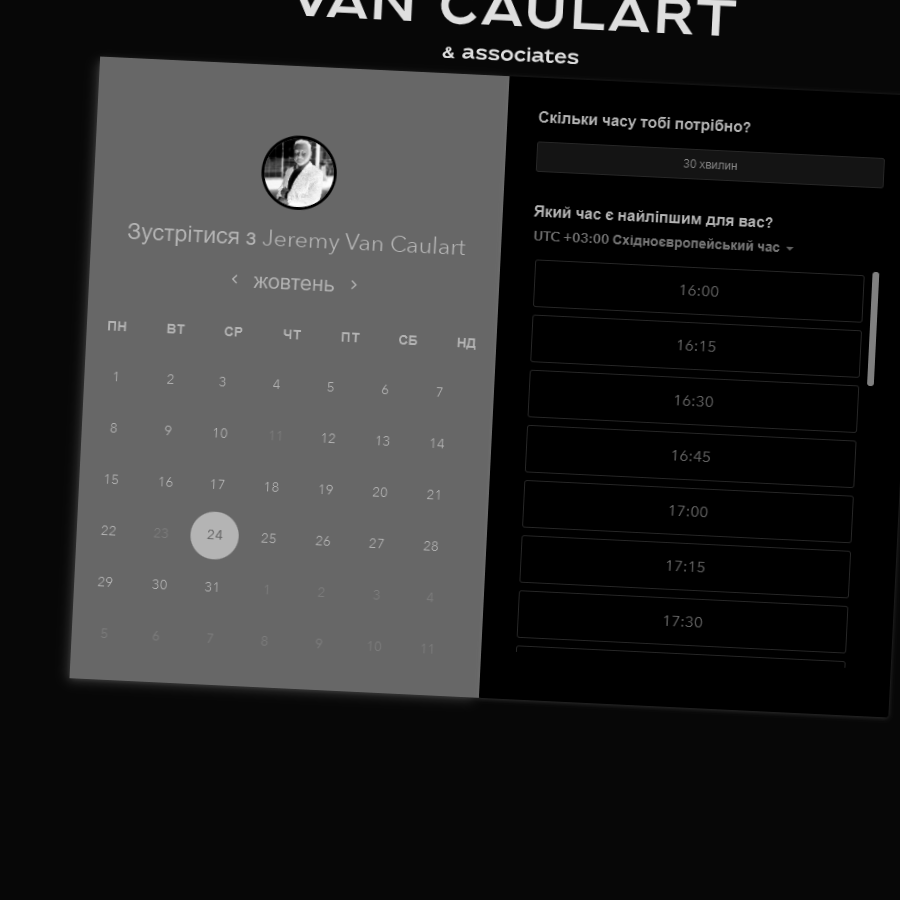 VAN CAULART
& associates
Зустрітися з Jeremy Van Caulart
жовтень
ПН ВТ СР ЧТ ПТ СБ НД
1 2 3 4 5 6 7
8 9 10 11 12 13 14
15 16 17 18 19 20 21
22 23 24 25 26 27 28
29 30 31 1 2 3 4
5 6 7 8 9 10 11
Скільки часу тобі потрібно?
30 хвилин
Який час є найліпшим для вас?
UTC +03:00 Східноєвропейський час
16:00
16:15
16:30
16:45
17:00
17:15
17:30